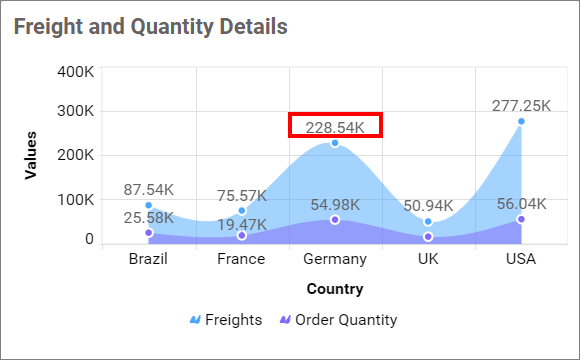 Freight and Quantity Details
400K
300K
200K
100K
0
Values
87.54K
75.57K
228.54K
50.94K
277.25K
25.58K
19.47K
54.98K
56.04K
Brazil
France
Germany
UK
USA
Country
Freights
Order Quantity